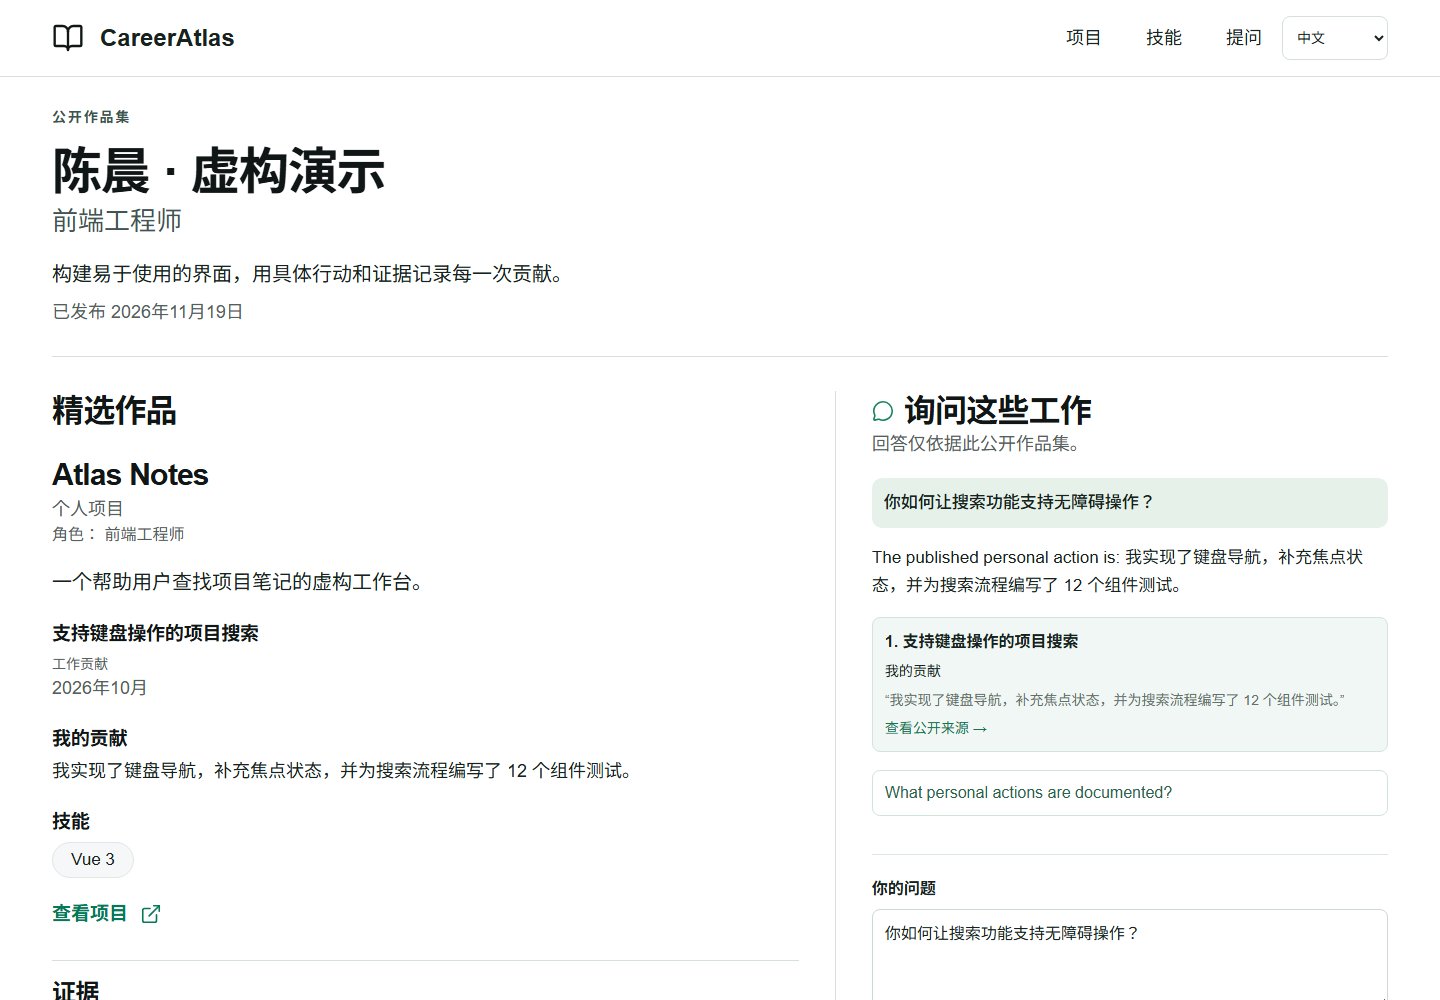 CareerAtlas
项目
技能
提问
中文
公开作品集
陈晨 · 虚构演示
前端工程师
构建易于使用的界面，用具体行动和证据记录每一次贡献。
已发布 2026年11月19日
精选作品
Atlas Notes
个人项目
角色： 前端工程师
一个帮助用户查找项目笔记的虚构工作台。
支持键盘操作的项目搜索
工作贡献
2026年10月
我的贡献
我实现了键盘导航，补充焦点状态，并为搜索流程编写了 12 个组件测试。
技能
Vue 3
查看项目
证据
询问这些工作
回答仅依据此公开作品集。
你如何让搜索功能支持无障碍操作？
The published personal action is: 我实现了键盘导航，补充焦点状
态，并为搜索流程编写了 12 个组件测试。
1. 支持键盘操作的项目搜索
我的贡献
“我实现了键盘导航，补充焦点状态，并为搜索流程编写了 12 个组件测试。”
查看公开来源 →
What personal actions are documented?
你的问题
你如何让搜索功能支持无障碍操作？